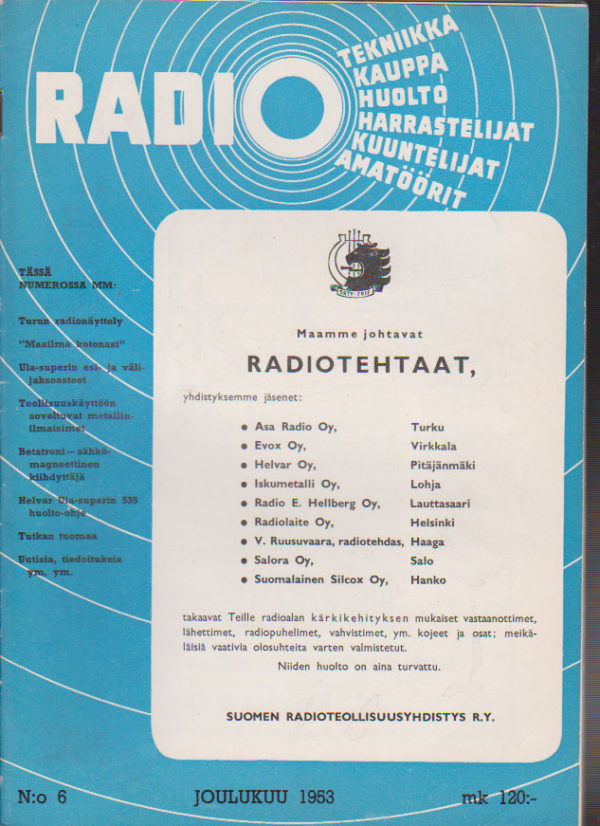 RADIO
TEKNIIKKA
KAUPPA
HUOLTO
HARRASTELIJAT
KUUNTELIJAT
AMATÖÖRIT
TÄSSÄ
NUMEROSSA MM:
Turun radionäyttely
"Maailma kotonasi"
Ula-superin esi- ja väli-
jaksoasteet
Teollisuuskäyttöön
soveltuvat metallin-
ilmaisimet
Betatroni — sähkö-
magneettinen
kiihdyttäjä
Helvar Ula-superin 535
huolto-ohje
Tutkan tuomaa
Uutisia, tiedoituksia
ym. ym.
Maamme johtavat
RADIOTEHTAAT,
yhdistyksemme jäsenet:
• Asa Radio Oy, Turku
• Evox Oy, Virkkala
• Helvar Oy, Pitäjänmäki
• Iskumetalli Oy, Lohja
• Radio E. Hellberg Oy, Lauttasaari
• Radiolaite Oy, Helsinki
• V. Ruusuvaara, radiotehdas, Haaga
• Salora Oy, Salo
• Suomalainen Silcox Oy, Hanko
takaavat Teille radioalan kärkikehityksen mukaiset vastaanottimet,
lähettimet, radiopuhelimet, vahvistimet, ym. kojeet ja osat; meikä-
läisiä vaativia olosuhteita varten valmistetut.
Niiden huolto on aina turvattu.
SUOMEN RADIOTEOLLISUUSYHDISTYS R.Y.
N:o 6 JOULUKUU 1953 mk 120:-